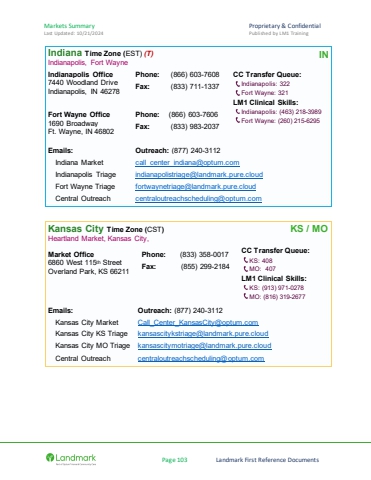 Markets Summary
Proprietary & Confidential
Last Updated: 10/21/2024
Published by LMK Training
Indiana Time Zone (EST) (T)
IN
Indianapolis, Fort Wayne
Indianapolis Office
7440 Woodland Drive
Indianapolis, IN 46278
Phone: (866) 603-7608
Fax: (833) 711-1337
CC Transfer Queue:
Indianapolis: 322
Fort Wayne: 321
LM1 Clinical Skills:
Indianapolis: (463) 218-3989
Fort Wayne: (260) 215-6295
Fort Wayne Office
1690 Broadway
Ft. Wayne, IN 46802
Phone: (866) 603-7606
Fax: (833) 983-2037
Emails: Outreach: (877) 240-3112
Indiana Market call_center_indiana@optum.com
Indianapolis Triage indianapolistriage@landmark.pure.cloud
Fort Wayne Triage fortwaynetriage@landmark.pure.cloud
Central Outreach centraloutreachscheduling@optum.com
Kansas City Time Zone (CST)
KS / MO
Heartland Market, Kansas City,
Market Office
6860 West 115th Street
Overland Park, KS 66211
Phone: (833) 358-0017
Fax: (855) 299-2184
CC Transfer Queue:
KS: 408
MO: 407
LM1 Clinical Skills:
KS: (913) 971-0278
MO: (816) 319-2677
Emails: Outreach: (877) 240-3112
Kansas City Market Call_Center_KansasCity@optum.com
Kansas City KS Triage kansascitykstriage@landmark.pure.cloud
Kansas City MO Triage kansascitymotriage@landmark.pure.cloud
Central Outreach centraloutreachscheduling@optum.com
Landmark
Page 103
Landmark First Reference Documents